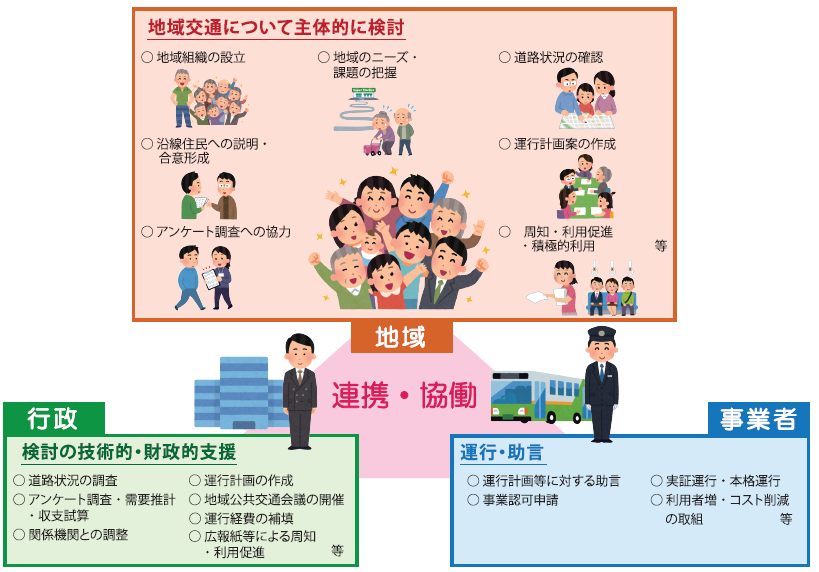 地域交通について主体的に検討
○ 地域組織の設立
○ 地域のニーズ・
課題の把握
○ 道路状況の確認
○ 沿線住民への説明・
合意形成
○ 運行計画案の作成
○ アンケート調査への協力
○ 周知・利用促進
・積極的利用
等
地域
連携・協働
行政
検討の技術的・財政的支援
○ 道路状況の調査
○ アンケート調査・需要推計
・収支試算
○ 関係機関との調整
○ 運行計画の作成
○ 地域公共交通会議の開催
○ 運行経費の補填
○ 広報紙等による周知
・利用促進
等
事業者
運行・助言
○ 運行計画等に対する助言
○ 事業認可申請
○ 実証運行・本格運行
○ 利用者増・コスト削減
の取組
等